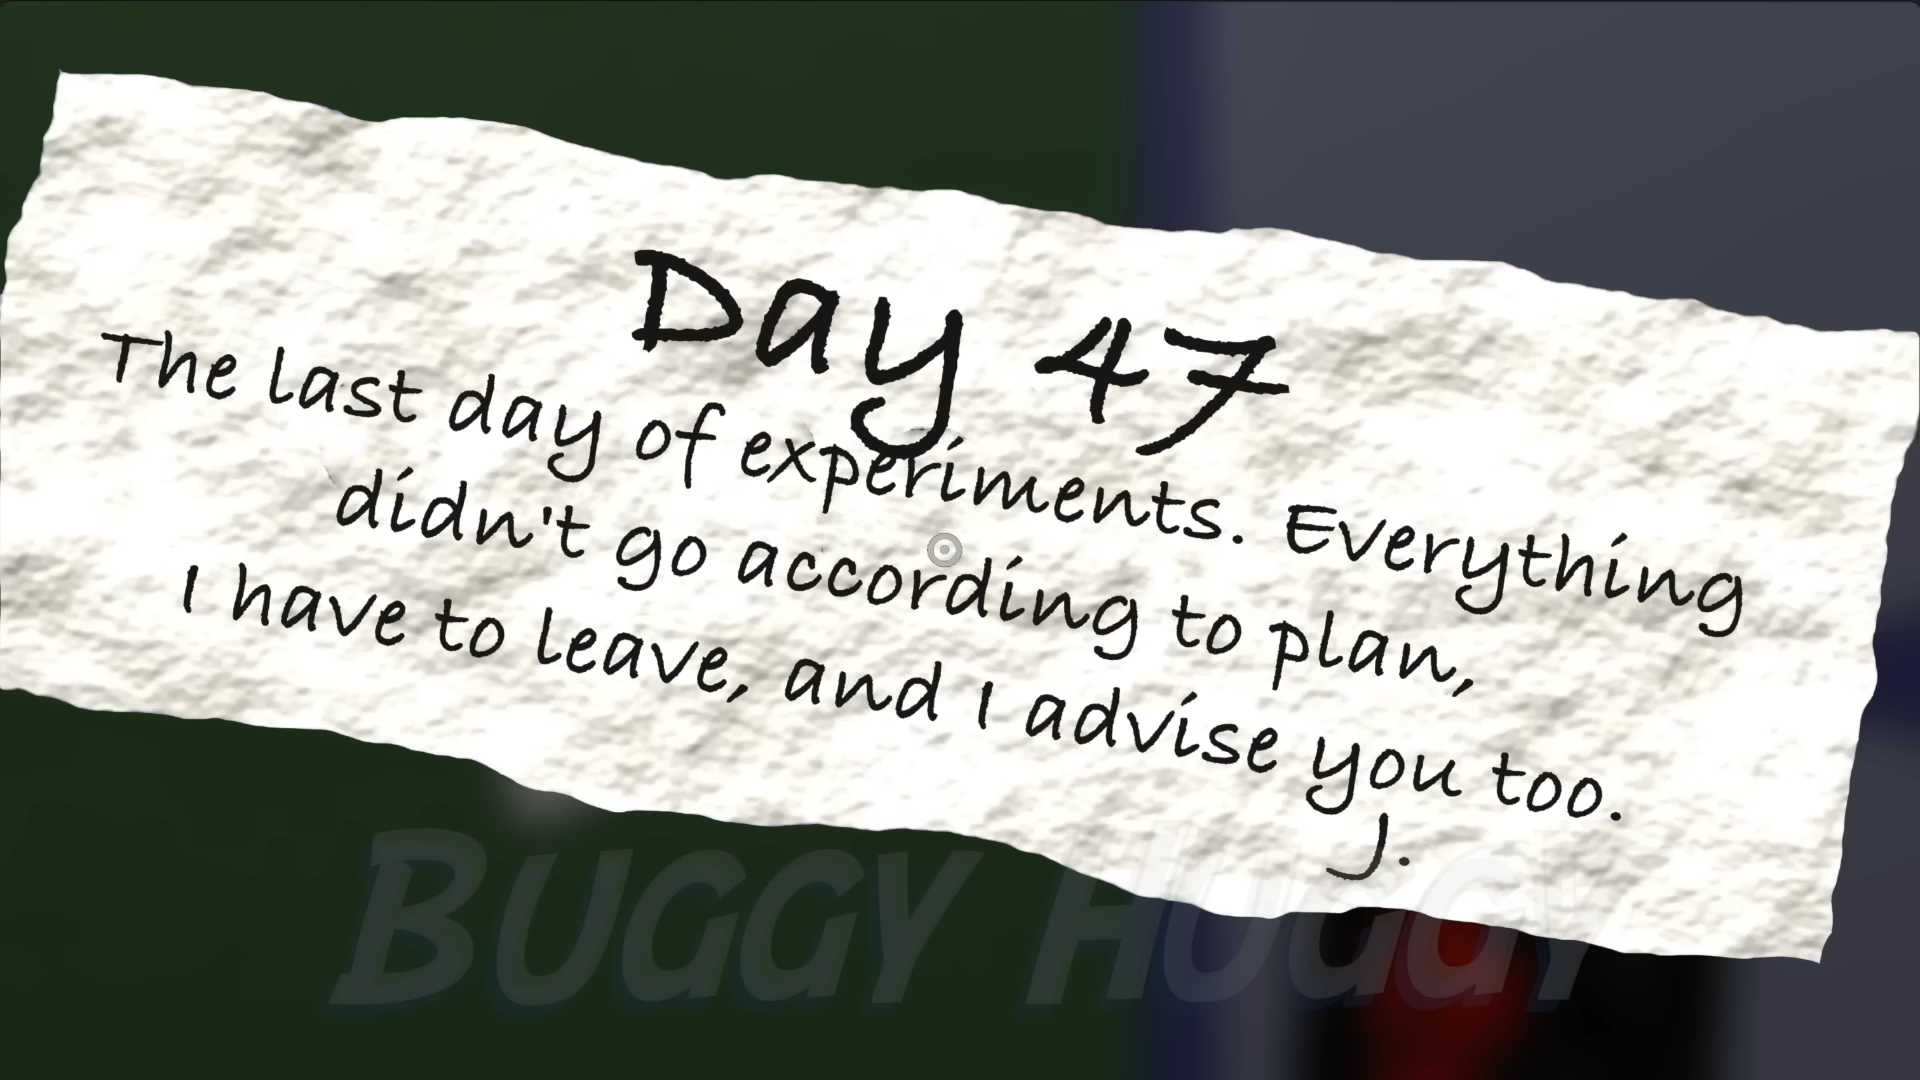 Day 47
The last day of experiments. Everything
didn't go according to plan,
I have to leave, and I advise you too.
J.
BUGGY HUGGY